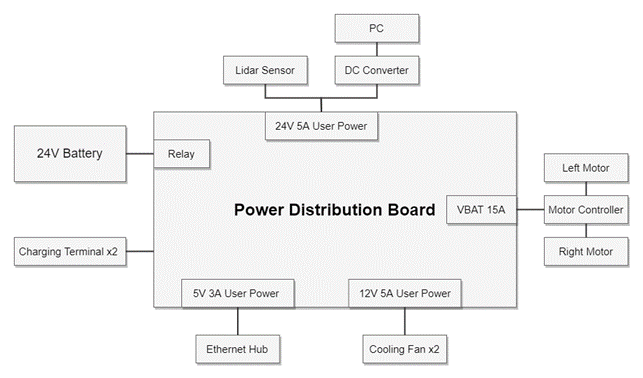 PC
Lidar Sensor
DC Converter
24V 5A User Power
24V Battery
Relay
Left Motor
Power Distribution Board
VBAT 15A
Motor Controller
Charging Terminal x2
Right Motor
5V 3A User Power
12V 5A User Power
Ethernet Hub
Cooling Fan x2